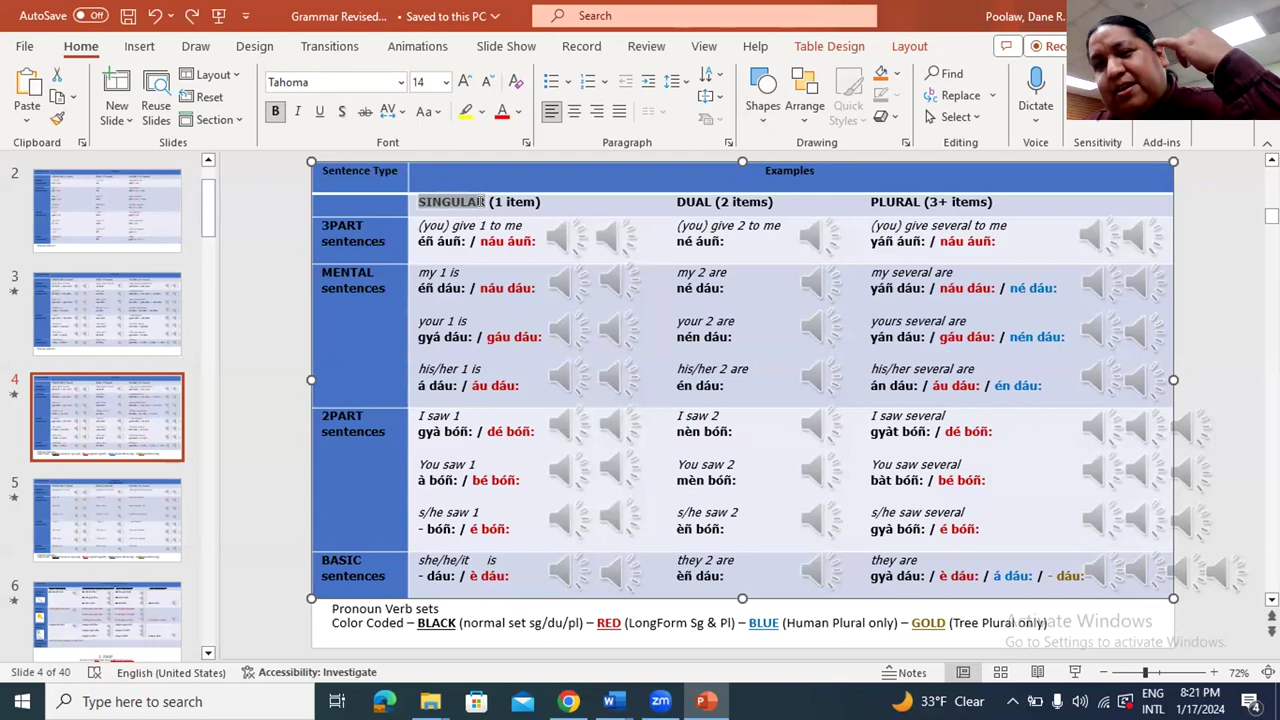 AutoSave Off Grammar Revised... • Saved to this PC Search Poolaw, Dane R.
File Home Insert Draw Design Transitions Animations Slide Show Record Review View Help Table Design Layout
Paste New Slide Reuse Slides Layout Reset Section Tahoma 14 Shapes Arrange Quick Styles Find Replace Select Dictate
Clipboard Slides Font Paragraph Drawing Editing Voice Sensitivity Add-ins
2
3
4
5
6
Sentence Type Examples
SINGULAR (1 item) DUAL (2 items) PLURAL (3+ items)
3PART (you) give 1 to me (you) give 2 to me (you) give several to me
sentences éñ áuñ: / náu áuñ: né áuñ: yáñ áuñ: / náu áuñ:
MENTAL my 1 is my 2 are my several are
sentences éñ dáu: / náu dáu: né dáu: yáñ dáu: / náu dáu: / né dáu:
your 1 is your 2 are yours several are
gyá dáu: / gáu dáu: nén dáu: yán dáu: / gáu dáu: / nén dáu:
his/her 1 is his/her 2 are his/her several are
á dáu: / áu dáu: én dáu: án dáu: / áu dáu: / én dáu:
2PART I saw 1 I saw 2 I saw several
sentences gyà bóñ: / dé bóñ: nèn bóñ: gyàt bóñ: / dé bóñ:
You saw 1 You saw 2 You saw several
à bóñ: / bé bóñ: mèn bóñ: bàt bóñ: / bé bóñ:
s/he saw 1 s/he saw 2 s/he saw several
- bóñ: / é bóñ: èñ bóñ: gyà bóñ: / é bóñ:
BASIC she/he/it is they 2 are they are
sentences - dáu: / è dáu: èñ dáu: gyà dáu: / è dáu: / á dáu: / - dáu:
Pronoun Verb sets
Color Coded – BLACK (normal set sg/du/pl) – RED (LongForm Sg & Pl) – BLUE (Human Plural only) – GOLD (Tree Plural only)
Activate Windows
Go to Settings to activate Windows.
Slide 4 of 40 English (United States) Accessibility: Investigate Notes 72%
Type here to search 33°F Clear ENG INTL 8:21 PM 1/17/2024 4